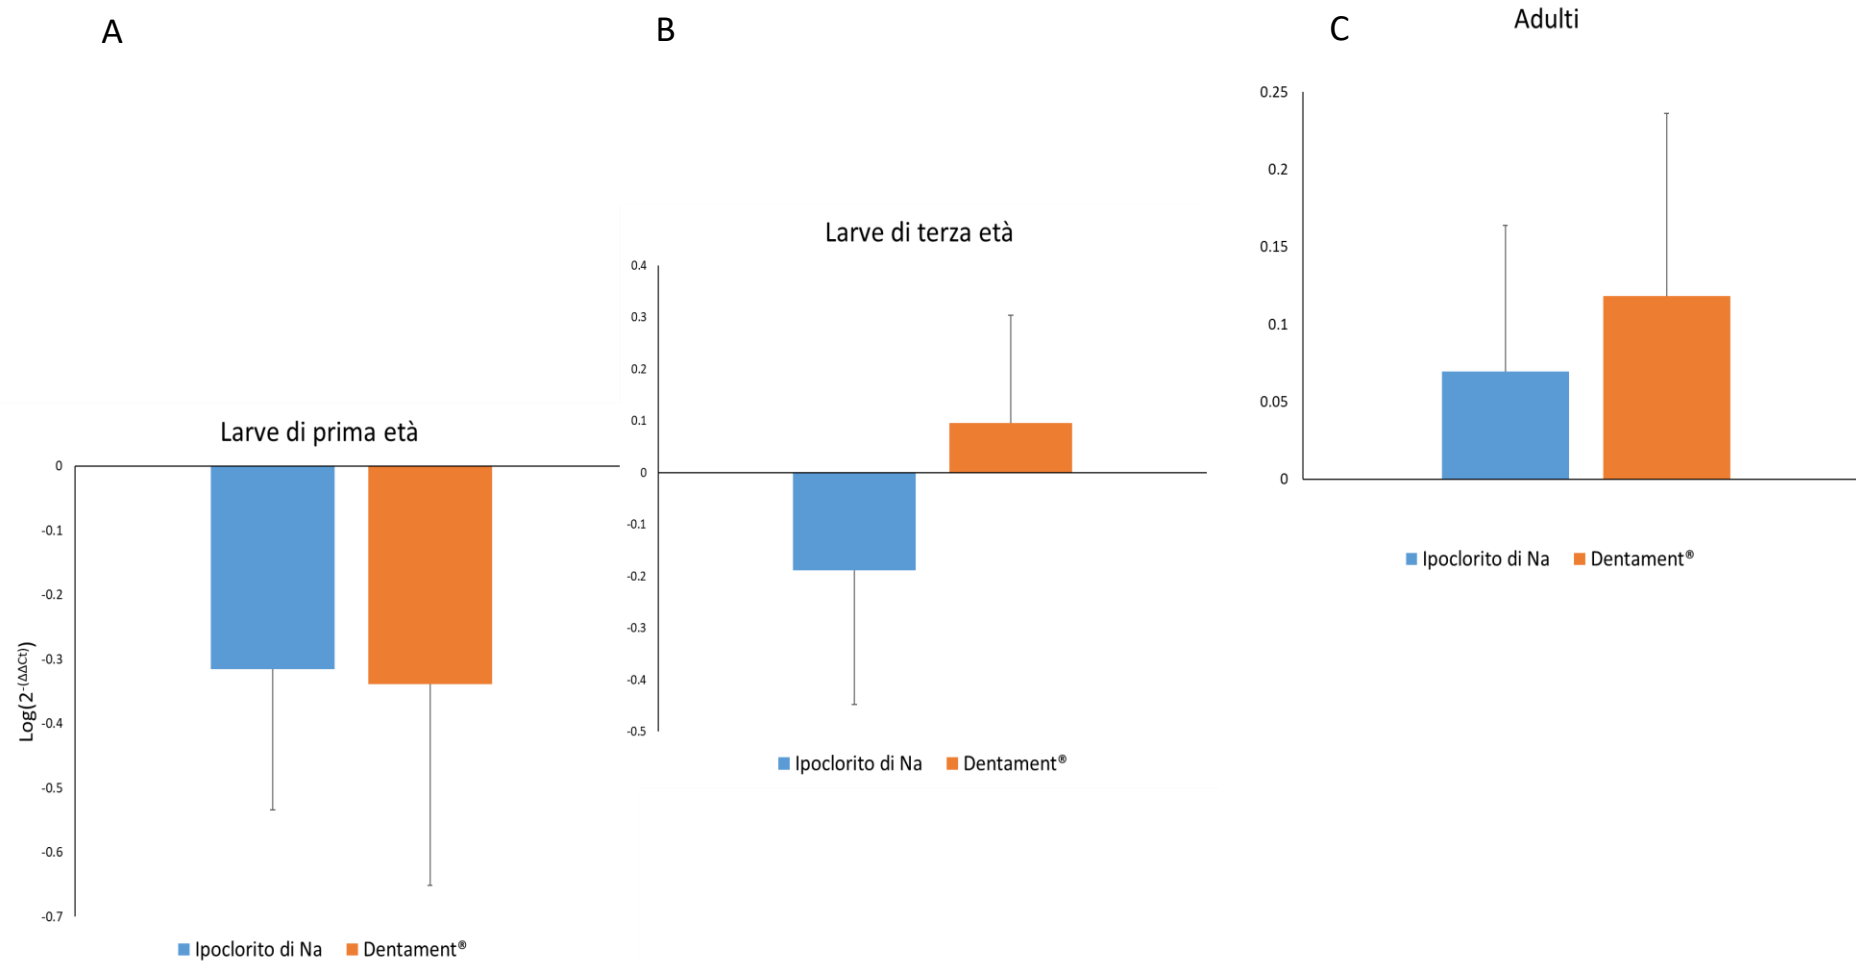 A
Larve di prima età
0
-0.1
-0.2
-0.3
-0.4
-0.5
-0.6
-0.7
Log(2^-(ΔΔCt))
Ipoclorito di Na Dentament®
B
Larve di terza età
0.4
0.3
0.2
0.1
0
-0.1
-0.2
-0.3
-0.4
-0.5
Ipoclorito di Na Dentament®
C
Adulti
0.25
0.2
0.15
0.1
0.05
0
Ipoclorito di Na Dentament®